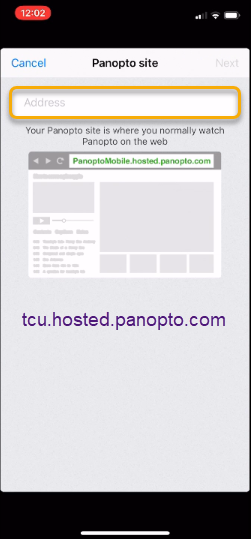 12:02
Cancel Panopto site Next
Address
Your Panopto site is where you normally watch
Panopto on the web
PanoptoMobile.hosted.panopto.com
tcu.hosted.panopto.com